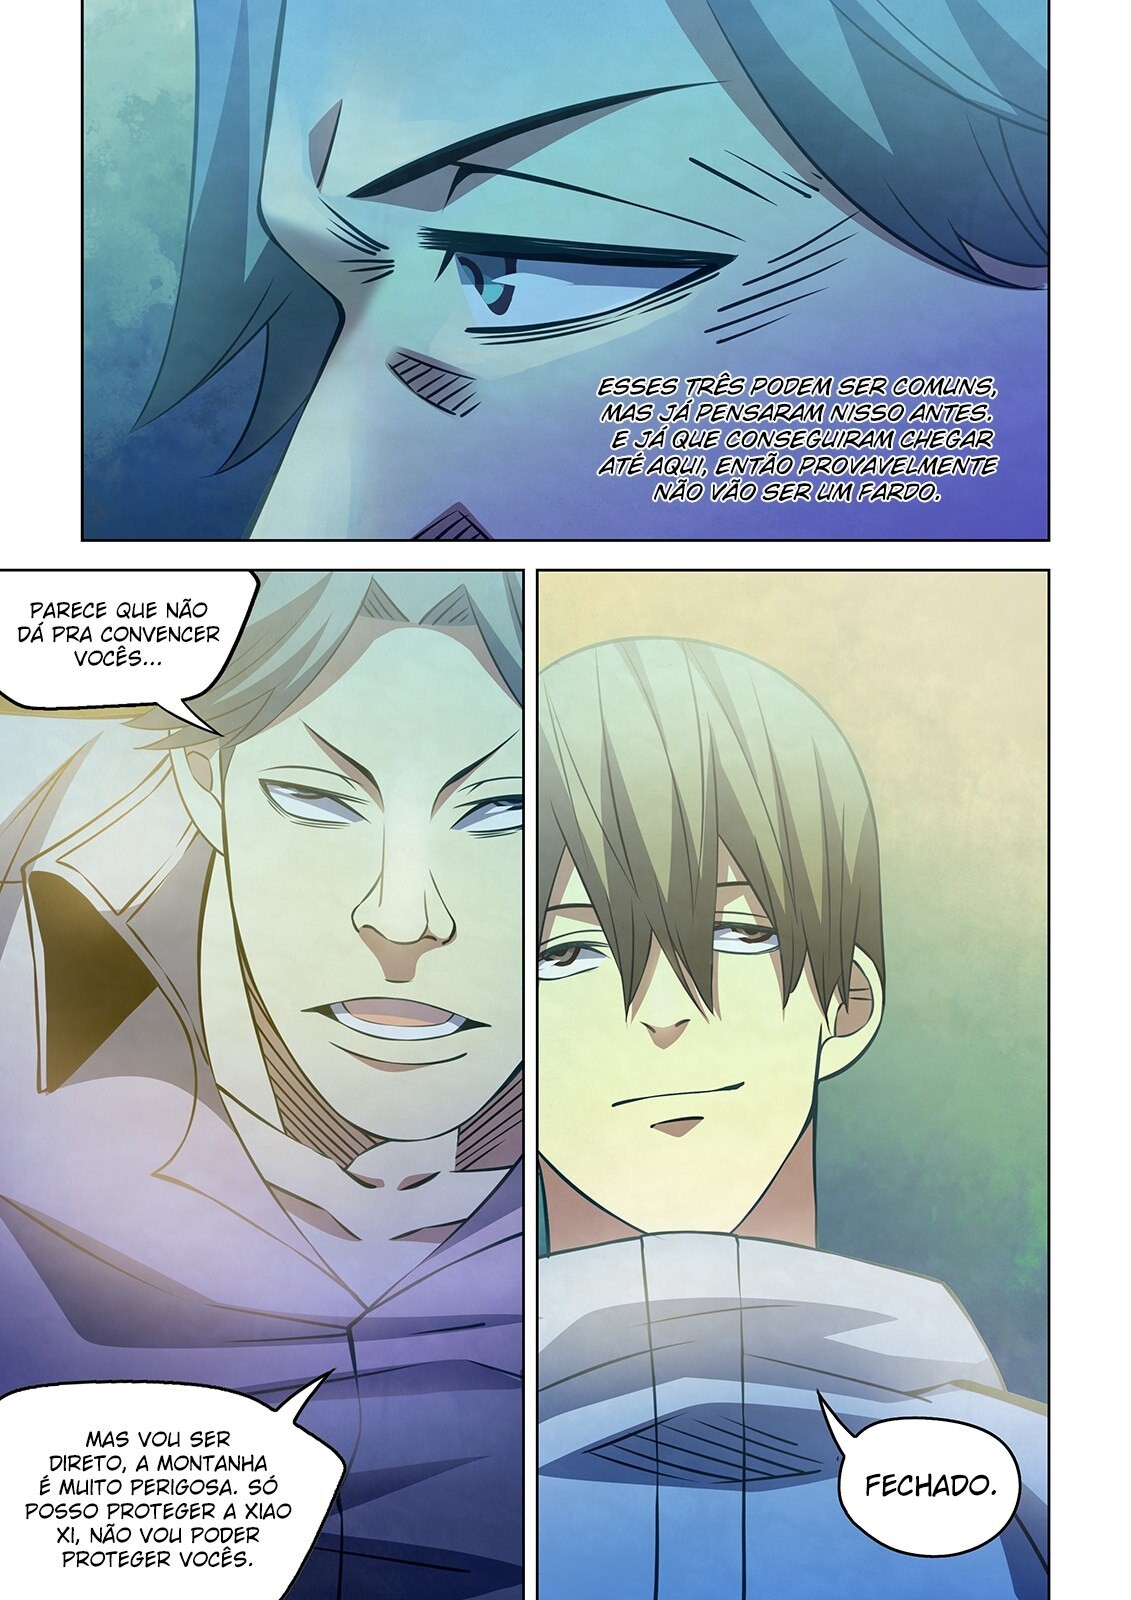 ESSES TRÊS PODEM SER COMUNS,
MAS JÁ PENSARAM NISSO ANTES.
E JÁ QUE CONSEGUIRAM CHEGAR
ATÉ AQUI, ENTÃO PROVAVELMENTE
NÃO VÃO SER UM FARDO.
PARECE QUE NÃO
DÁ PRA CONVENCER
VOCÊS...
MAS VOU SER
DIRETO, A MONTANHA
É MUITO PERIGOSA. SÓ
POSSO PROTEGER A XIAO
XI, NÃO VOU PODER
PROTEGER VOCÊS.
FECHADO.